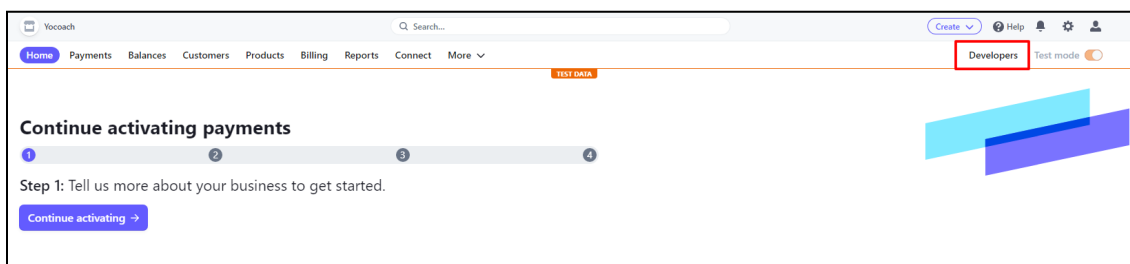 Yocoach
Search...
Create
Help
Home Payments Balances Customers Products Billing Reports Connect More
Developers Test mode
TEST DATA
Continue activating payments
1 2 3 4
Step 1: Tell us more about your business to get started.
Continue activating →